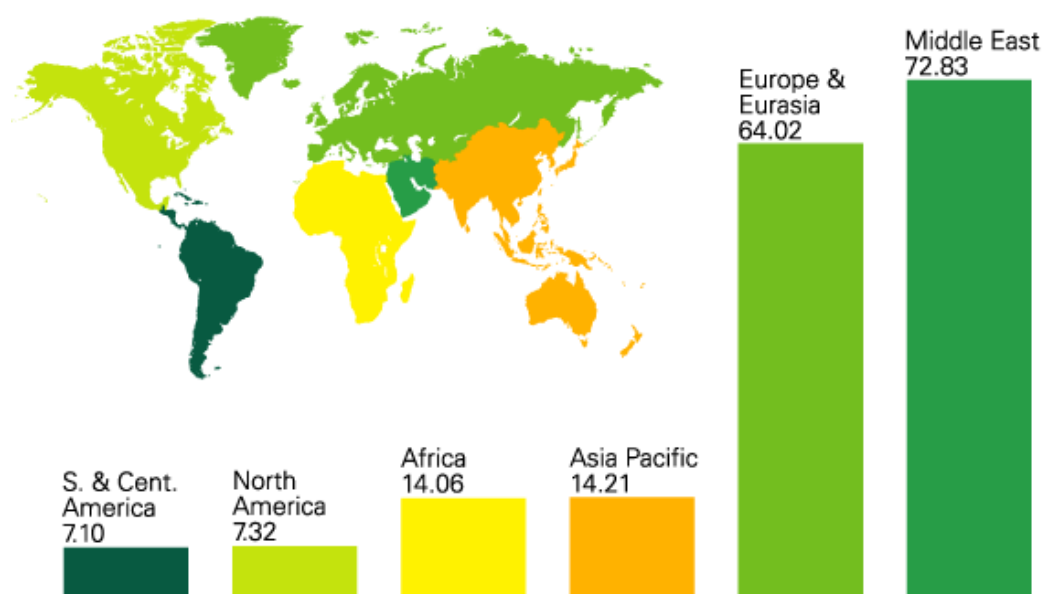 S. & Cent.
America
7.10
North
America
7.32
Africa
14.06
Asia Pacific
14.21
Europe &
Eurasia
64.02
Middle East
72.83